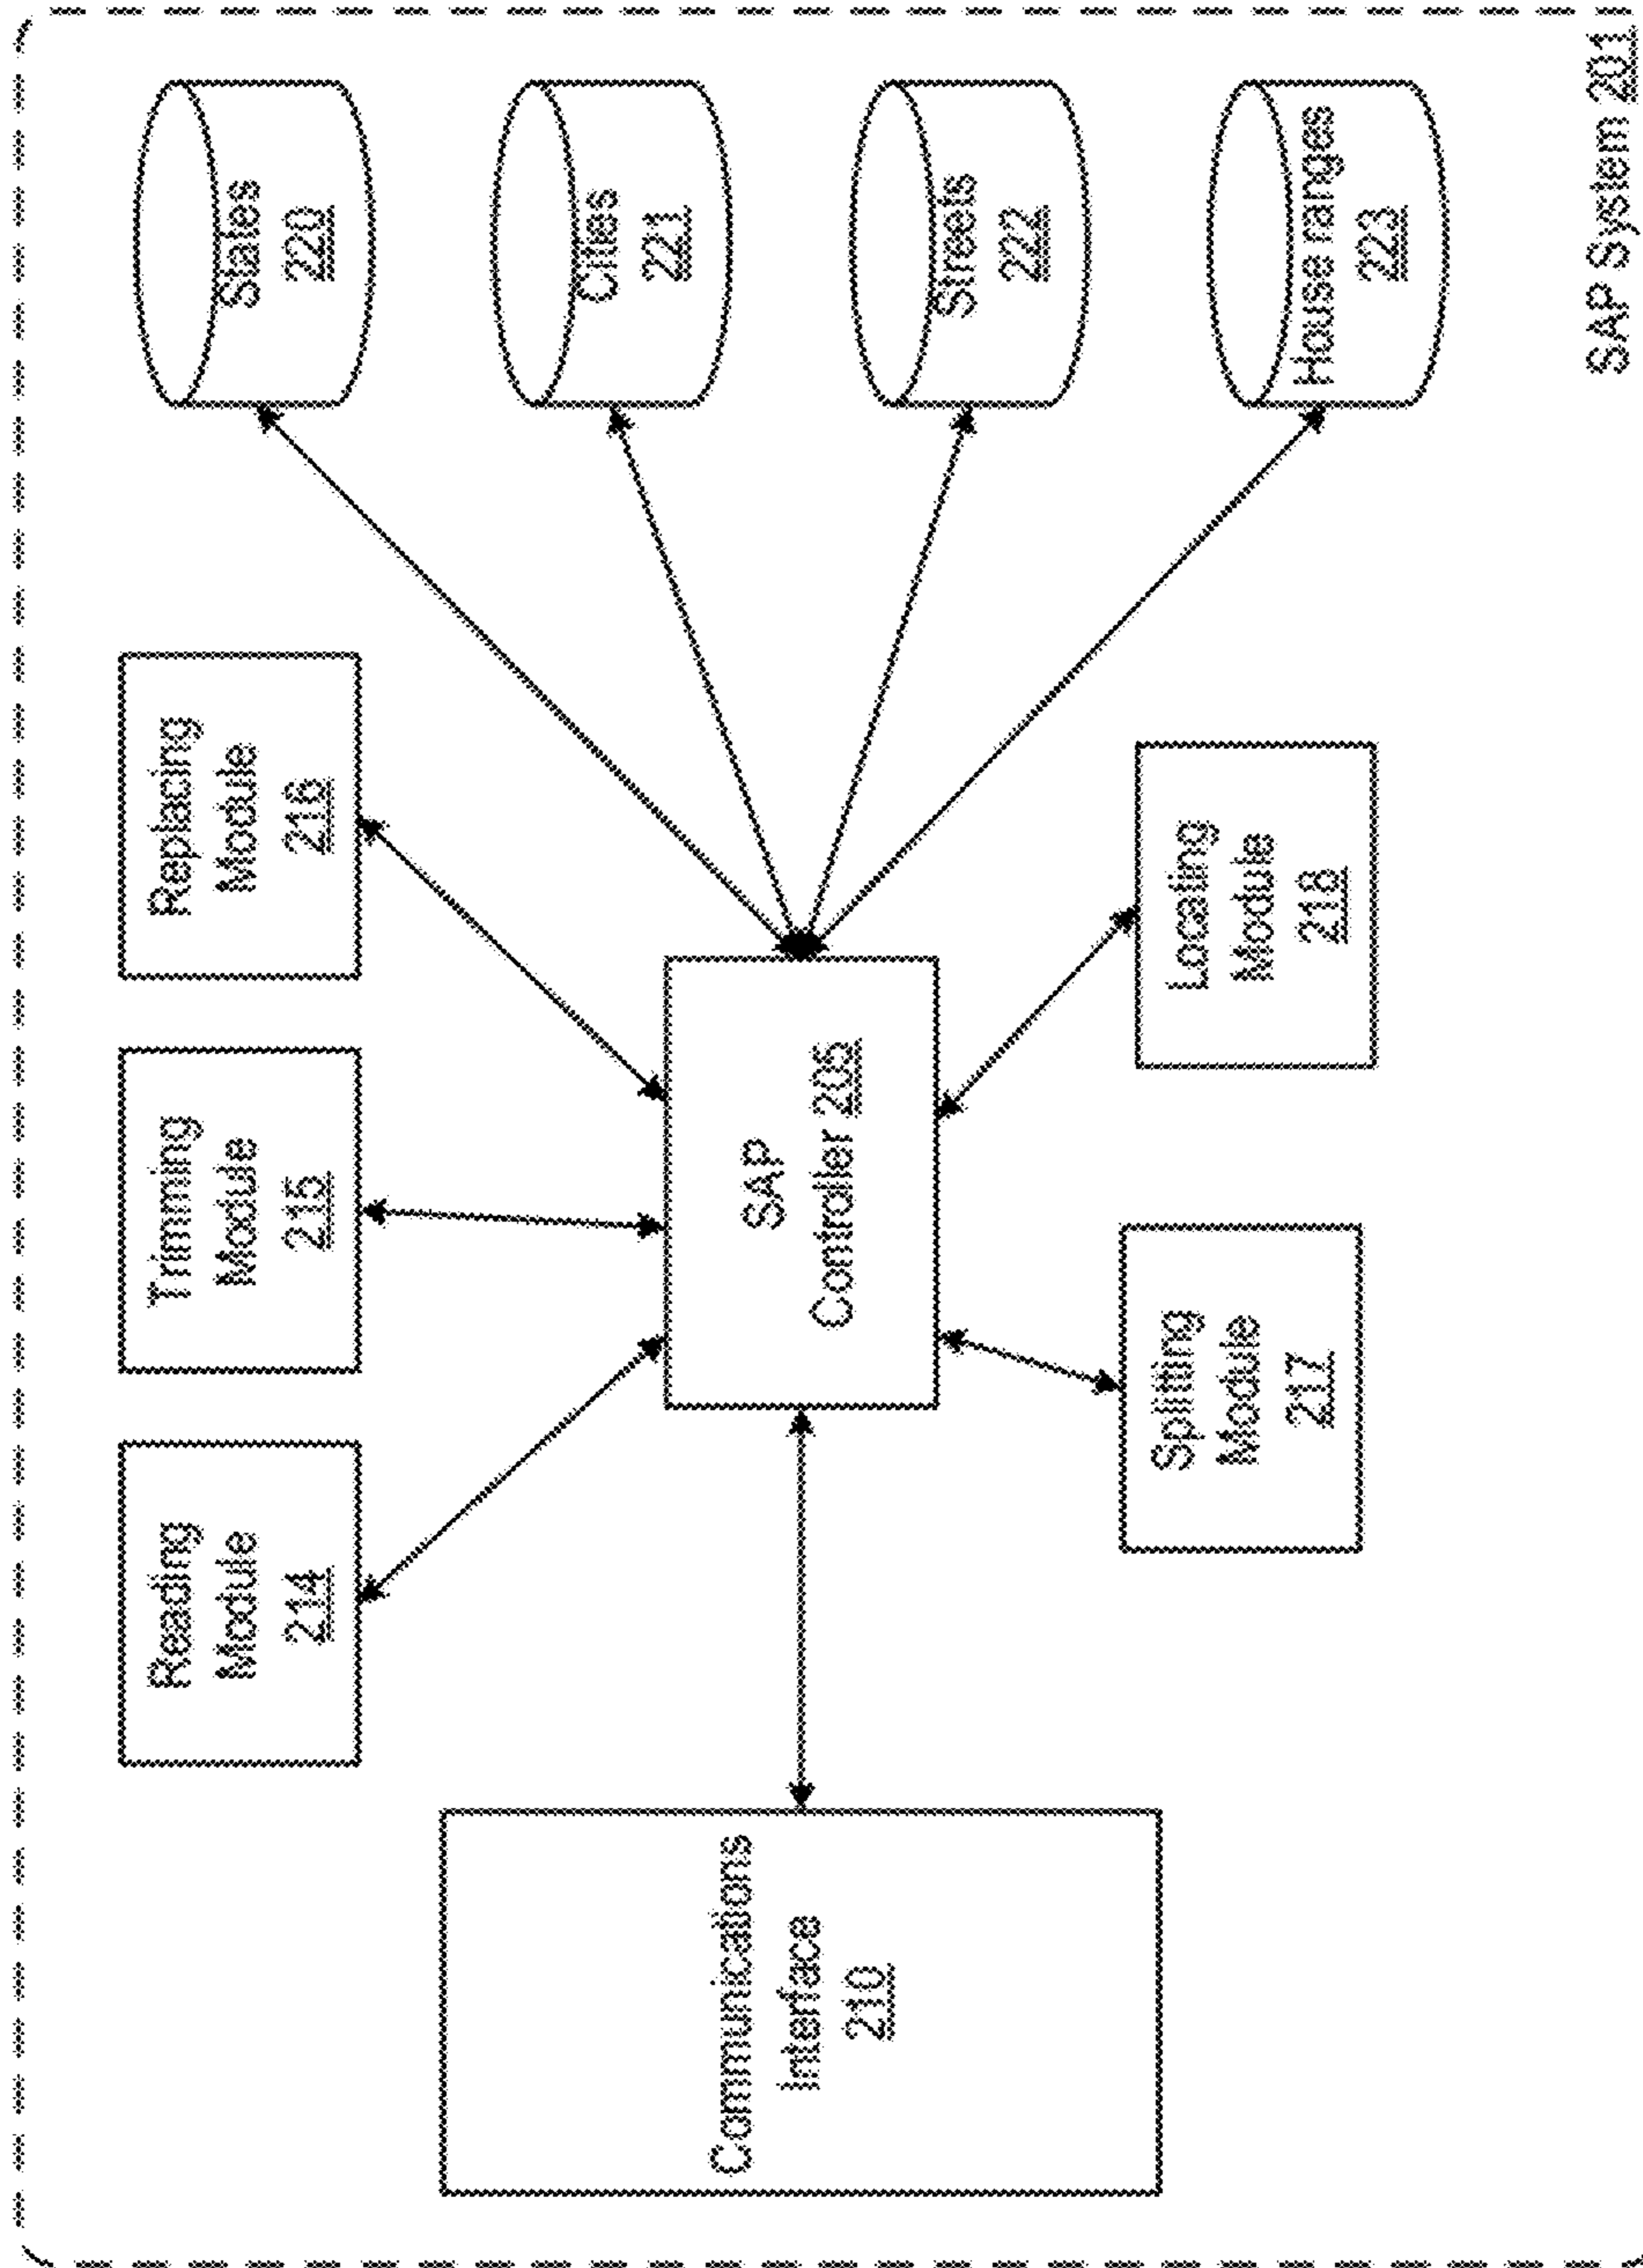 Reading
Module
214
Trimming
Module
215
Replacing
Module
216
States
220
Cities
221
Streets
222
House ranges
223
Communications
Interface
210
SAP
Controller 205
Splitting
Module
217
Locating
Module
218
SAP System 201